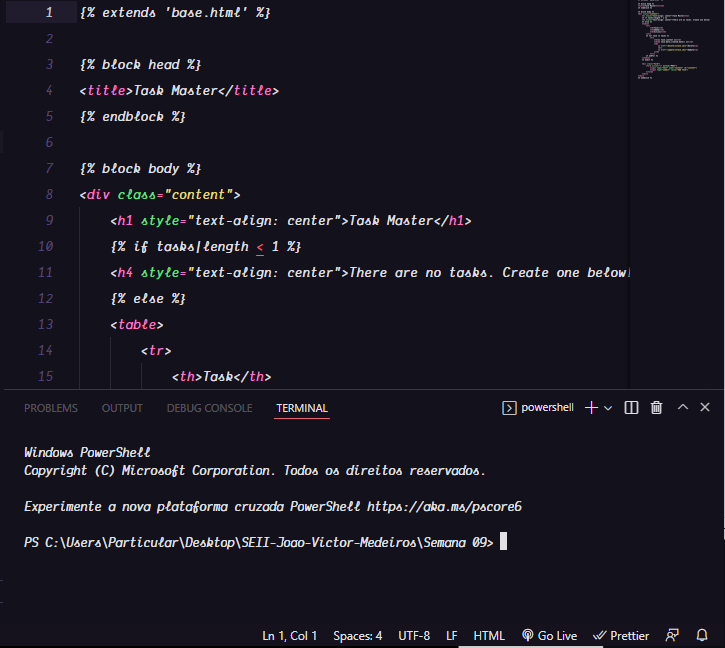 1 {% extends 'base.html' %}
2
3 {% block head %}
4 <title>Task Master</title>
5 {% endblock %}
6
7 {% block body %}
8 <div class="content">
9 <h1 style="text-align: center">Task Master</h1>
10 {% if tasks|length < 1 %}
11 <h4 style="text-align: center">There are no tasks. Create one below!
12 {% else %}
13 <table>
14 <tr>
15 <th>Task</th>
PROBLEMS OUTPUT DEBUG CONSOLE TERMINAL powershell
Windows PowerShell
Copyright (C) Microsoft Corporation. Todos os direitos reservados.
Experimente a nova plataforma cruzada PowerShell https://aka.ms/pscore6
PS C:\Users\Particular\Desktop\SEII-Joao-Victor-Medeiros\Semana 09>
Ln 1, Col 1 Spaces: 4 UTF-8 LF HTML Go Live Prettier